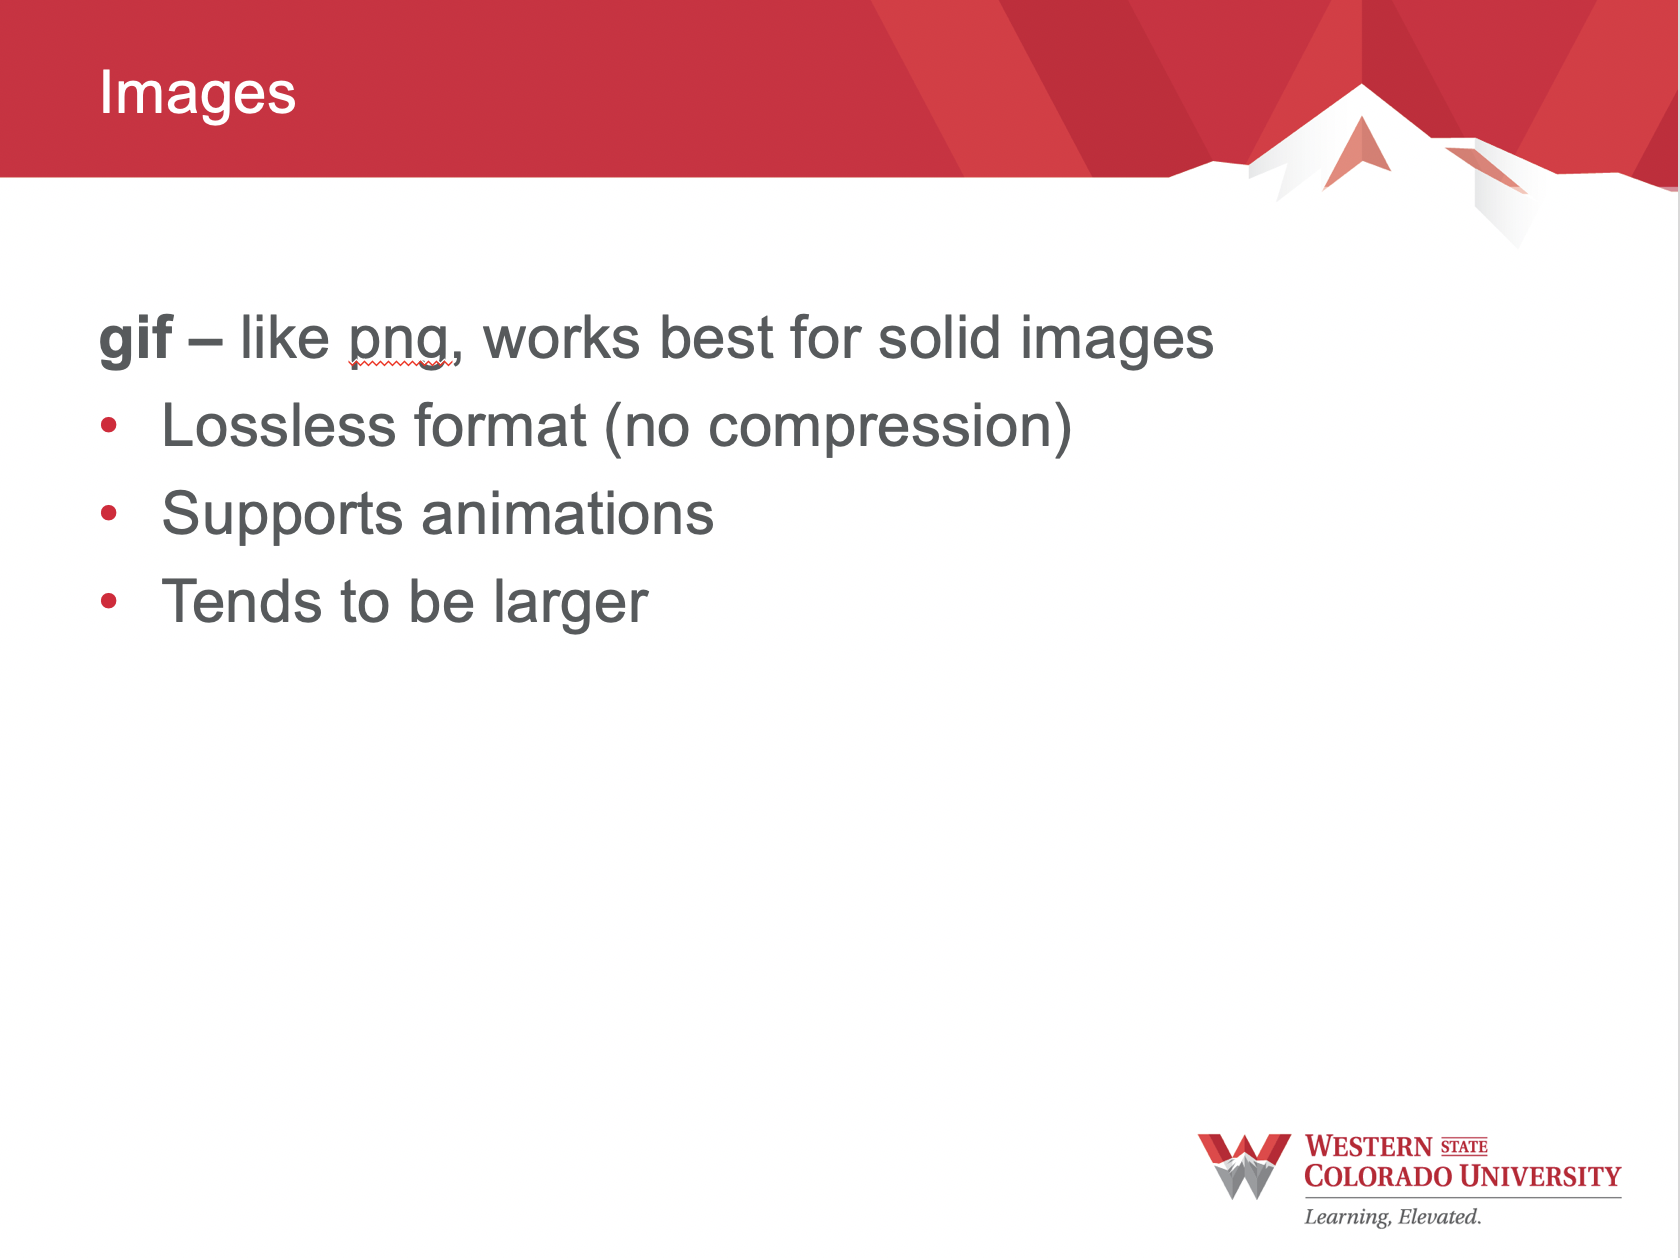 Images
gif – like png, works best for solid images
• Lossless format (no compression)
• Supports animations
• Tends to be larger
WESTERN STATE
COLORADO UNIVERSITY
Learning, Elevated.